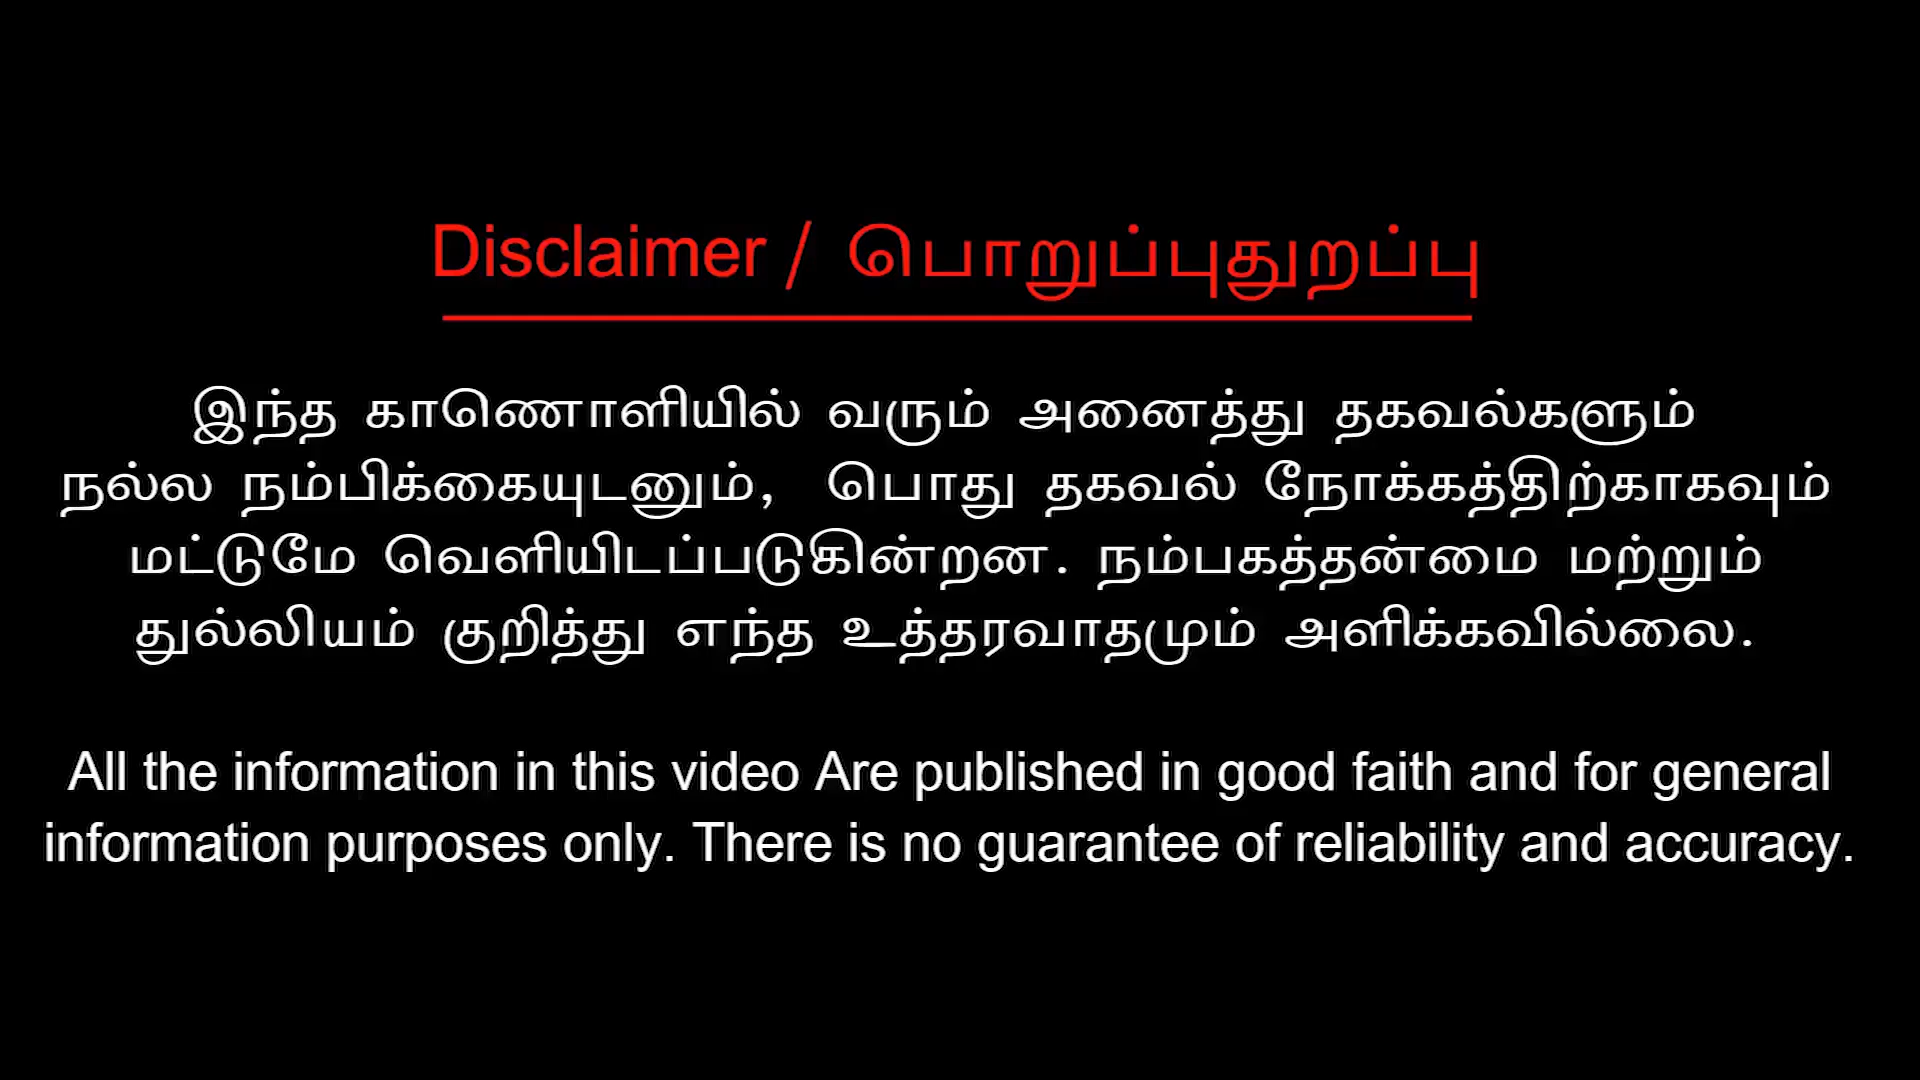 Disclaimer / பொறுப்புதுறப்பு
இந்த காணொளியில் வரும் அனைத்து தகவல்களும்
நல்ல நம்பிக்கையுடனும், பொது தகவல் நோக்கத்திற்காகவும்
மட்டுமே வெளியிடப்படுகின்றன. நம்பகத்தன்மை மற்றும்
துல்லியம் குறித்து எந்த உத்தரவாதமும் அளிக்கவில்லை.
All the information in this video Are published in good faith and for general
information purposes only. There is no guarantee of reliability and accuracy.